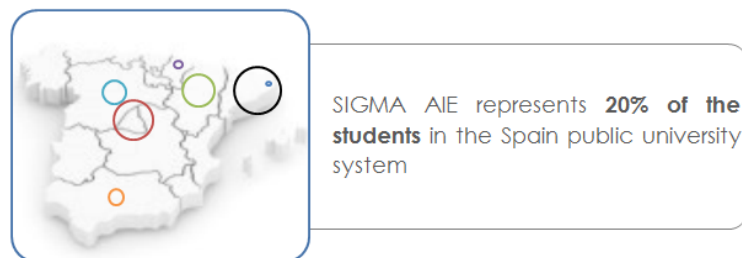 SIGMA AIE represents 20% of the
students in the Spain public university
system